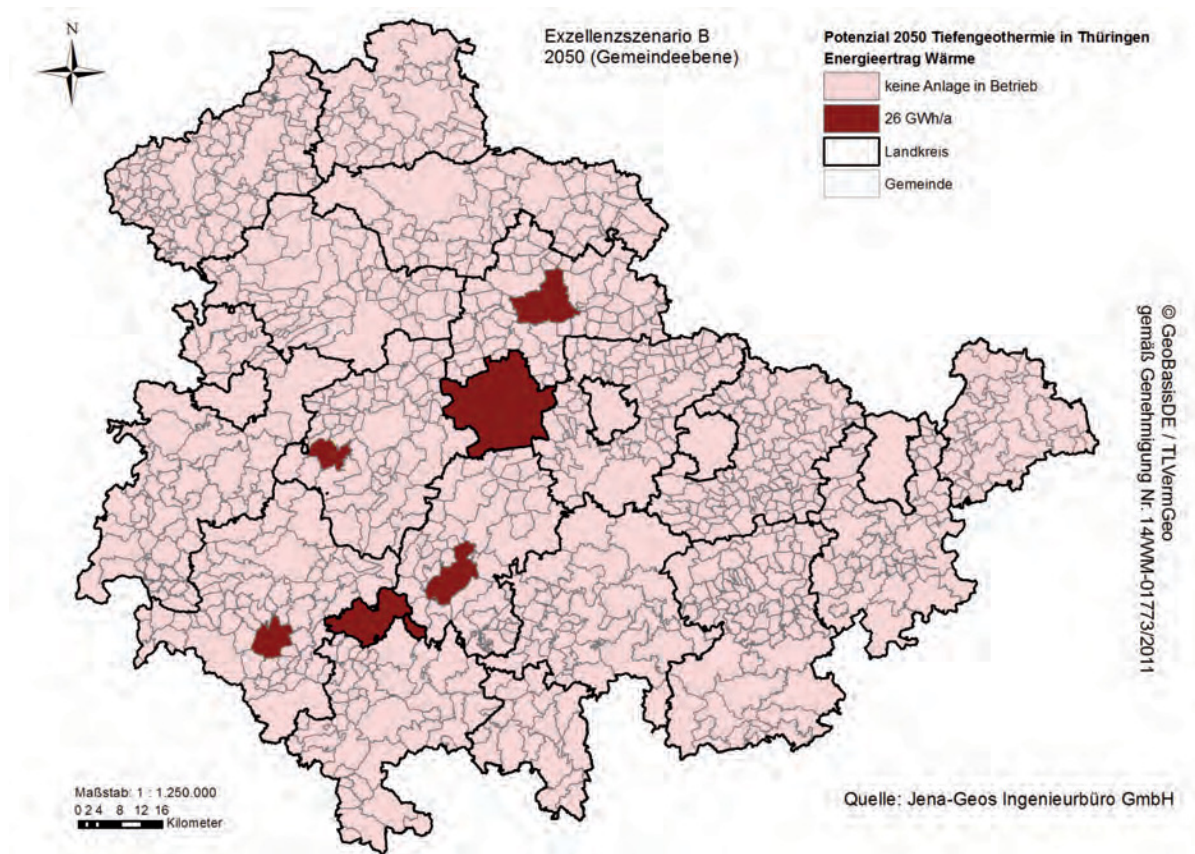 N
Exzellenzszenario B
2050 (Gemeindeebene)
Potenzial 2050 Tiefengeothermie in Thüringen
Energieertrag Wärme
keine Anlage in Betrieb
26 GWh/a
Landkreis
Gemeinde
© GeoBasisDE / TLVermGeo
gemäß Genehmigung Nr. 14/WM-01773/2011
Maßstab: 1 : 1.250.000
0 2 4 8 12 16
Kilometer
Quelle: Jena-Geos Ingenieurbüro GmbH